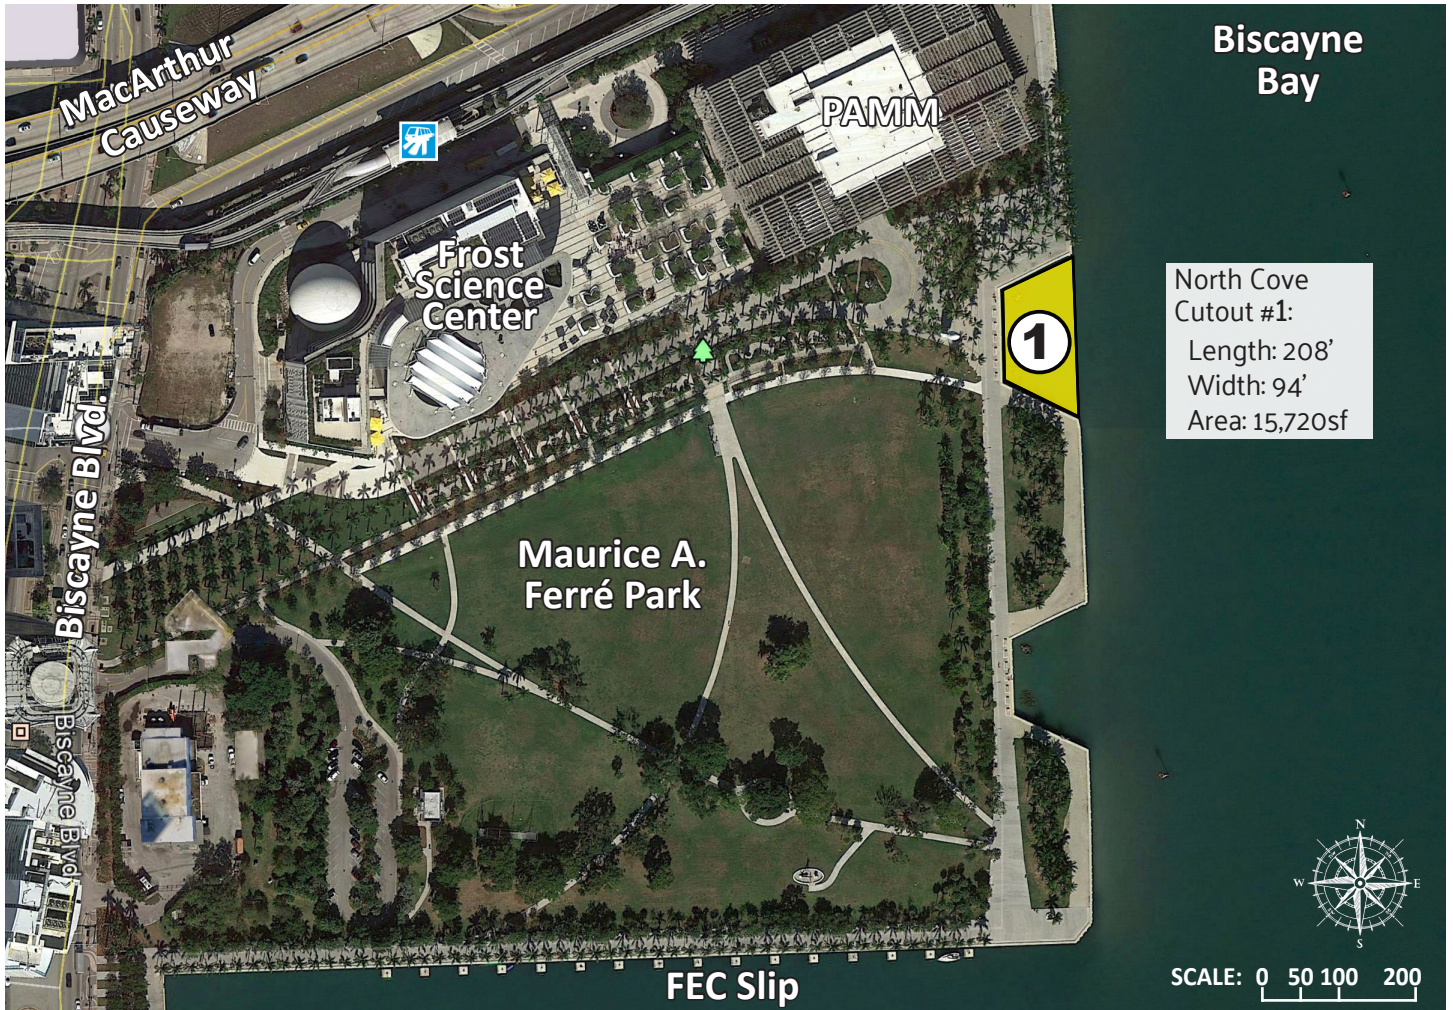 Biscayne
Bay
MacArthur
Causeway
PAMM
Frost
Science
Center
North Cove
Cutout #1:
Length: 208'
Width: 94'
Area: 15,720sf
1
Biscayne Blvd.
Maurice A.
Ferré Park
Biscayne Blvd
N
W
E
S
FEC Slip
SCALE: 0 50 100 200